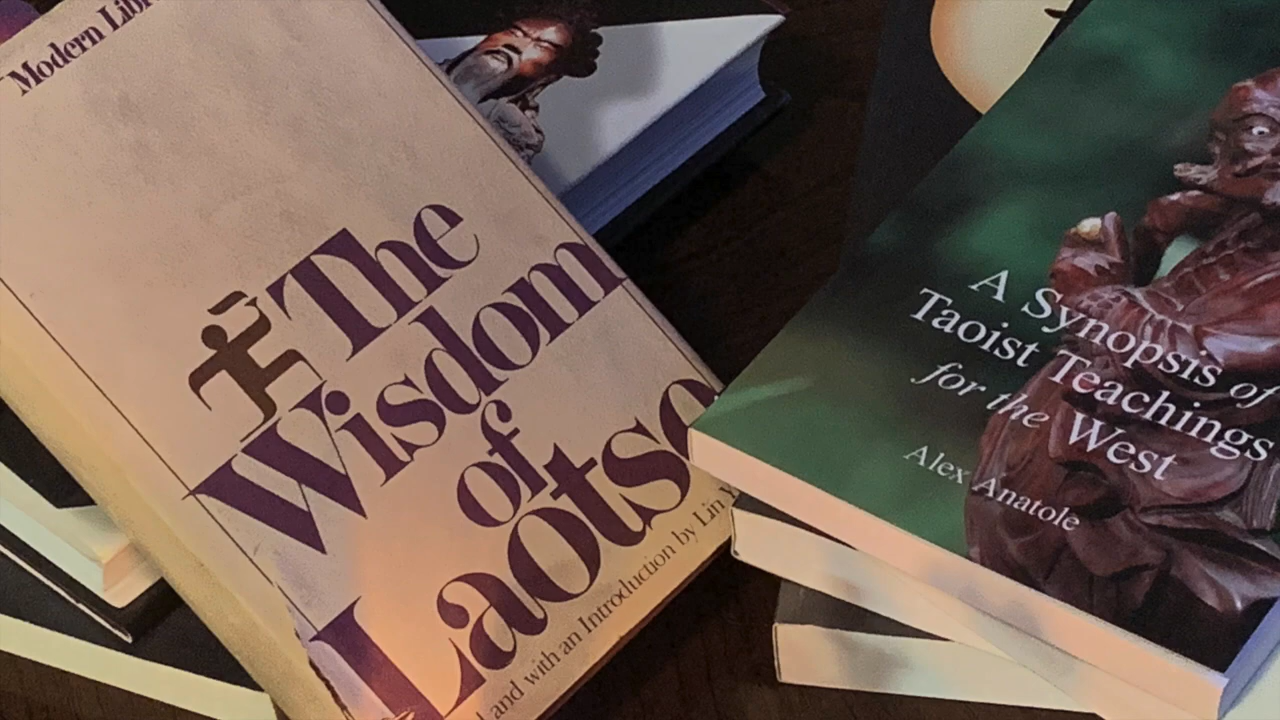 Modern
The
Wisdom
of
Laotse
and with an Introduction by Lin
A Synopsis of
Taoist Teachings
for the West
Alex Anatole